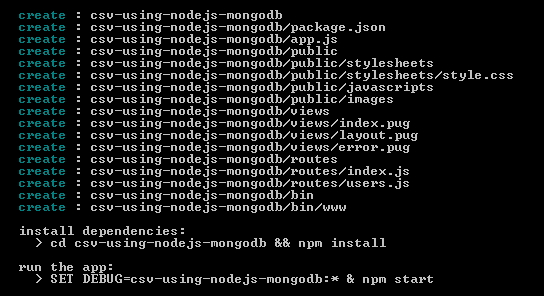 create : csv-using-nodejs-mongodb
create : csv-using-nodejs-mongodb/package.json
create : csv-using-nodejs-mongodb/app.js
create : csv-using-nodejs-mongodb/public
create : csv-using-nodejs-mongodb/public/stylesheets
create : csv-using-nodejs-mongodb/public/stylesheets/style.css
create : csv-using-nodejs-mongodb/public/javascripts
create : csv-using-nodejs-mongodb/public/images
create : csv-using-nodejs-mongodb/views
create : csv-using-nodejs-mongodb/views/index.pug
create : csv-using-nodejs-mongodb/views/layout.pug
create : csv-using-nodejs-mongodb/views/error.pug
create : csv-using-nodejs-mongodb/routes
create : csv-using-nodejs-mongodb/routes/index.js
create : csv-using-nodejs-mongodb/routes/users.js
create : csv-using-nodejs-mongodb/bin
create : csv-using-nodejs-mongodb/bin/www
install dependencies:
> cd csv-using-nodejs-mongodb && npm install
run the app:
> SET DEBUG=csv-using-nodejs-mongodb:* & npm start